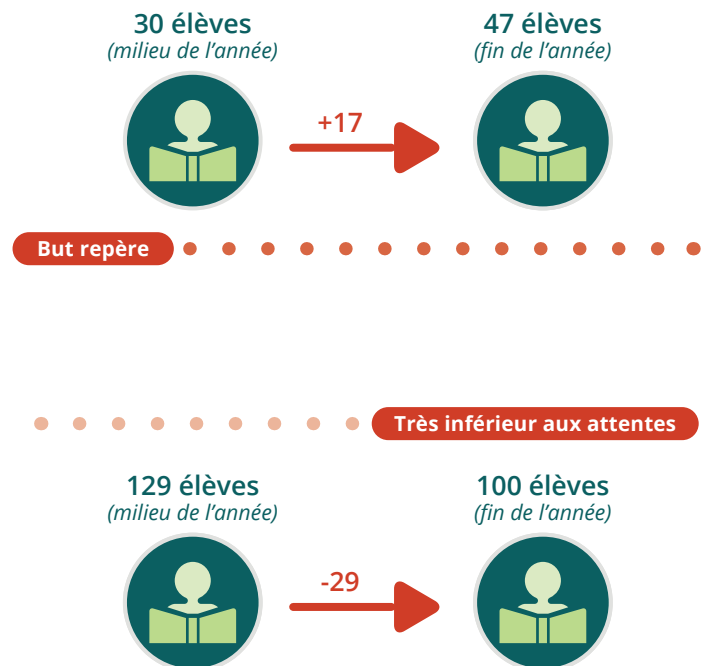 30 élèves
(milieu de l'année)
47 élèves
(fin de l'année)
+17
But repère
Très inférieur aux attentes
129 élèves
(milieu de l'année)
100 élèves
(fin de l'année)
-29